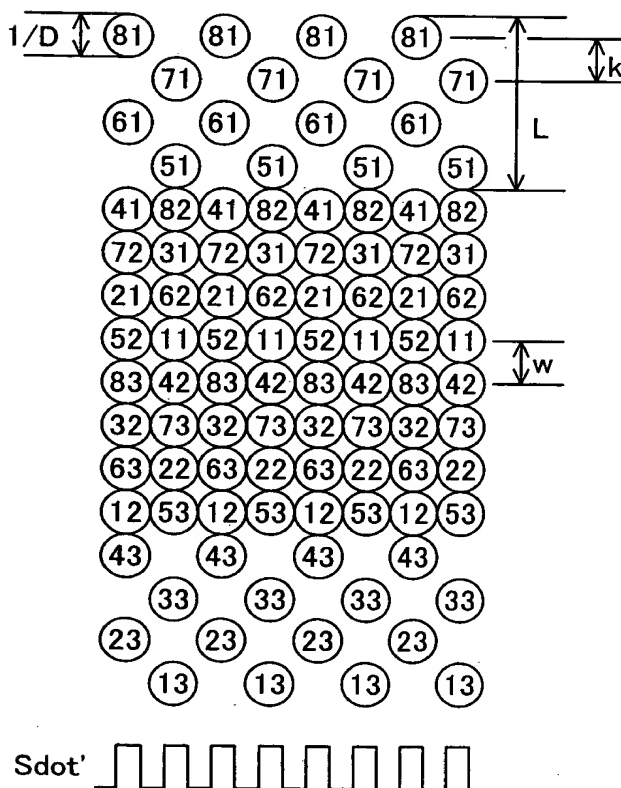 1/D 81 81 81 81
71 71 71 71 k
61 61 61 61 L
51 51 51 51
41 82 41 82 41 82 41 82
72 31 72 31 72 31 72 31
21 62 21 62 21 62 21 62
52 11 52 11 52 11 52 11
w
83 42 83 42 83 42 83 42
32 73 32 73 32 73 32 73
63 22 63 22 63 22 63 22
12 53 12 53 12 53 12 53
43 43 43 43
33 33 33 33
23 23 23 23
13 13 13 13
Sdot'